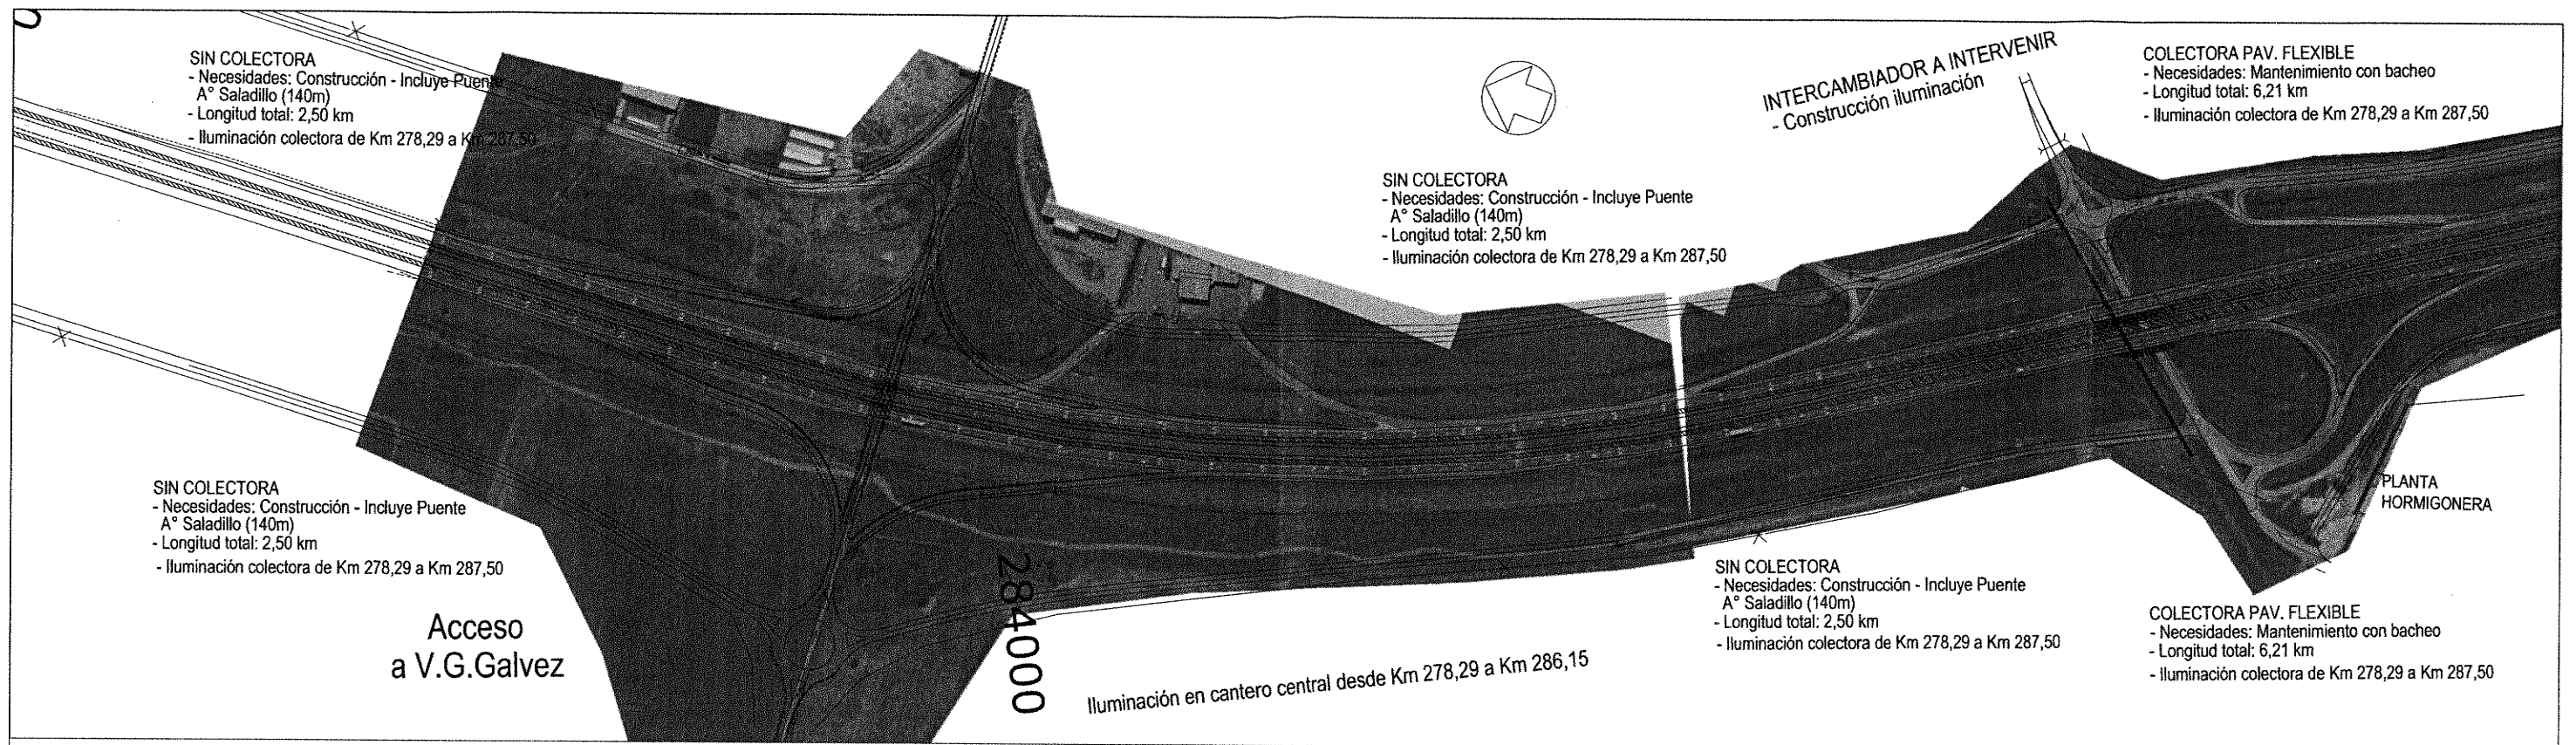 SIN COLECTORA
- Necesidades: Construcción - Incluye Puente
A° Saladillo (140m)
- Longitud total: 2,50 km
- Iluminación colectora de Km 278,29 a Km 287,50
INTERCAMBIADOR A INTERVENIR
- Construcción iluminación
COLECTORA PAV. FLEXIBLE
- Necesidades: Mantenimiento con bacheo
- Longitud total: 6,21 km
- Iluminación colectora de Km 278,29 a Km 287,50
SIN COLECTORA
- Necesidades: Construcción - Incluye Puente
A° Saladillo (140m)
- Longitud total: 2,50 km
- Iluminación colectora de Km 278,29 a Km 287,50
SIN COLECTORA
- Necesidades: Construcción - Incluye Puente
A° Saladillo (140m)
- Longitud total: 2,50 km
- Iluminación colectora de Km 278,29 a Km 287,50
PLANTA
HORMIGONERA
SIN COLECTORA
- Necesidades: Construcción - Incluye Puente
A° Saladillo (140m)
- Longitud total: 2,50 km
- Iluminación colectora de Km 278,29 a Km 287,50
COLECTORA PAV. FLEXIBLE
- Necesidades: Mantenimiento con bacheo
- Longitud total: 6,21 km
- Iluminación colectora de Km 278,29 a Km 287,50
Acceso
a V.G.Galvez
284000
Iluminación en cantero central desde Km 278,29 a Km 286,15